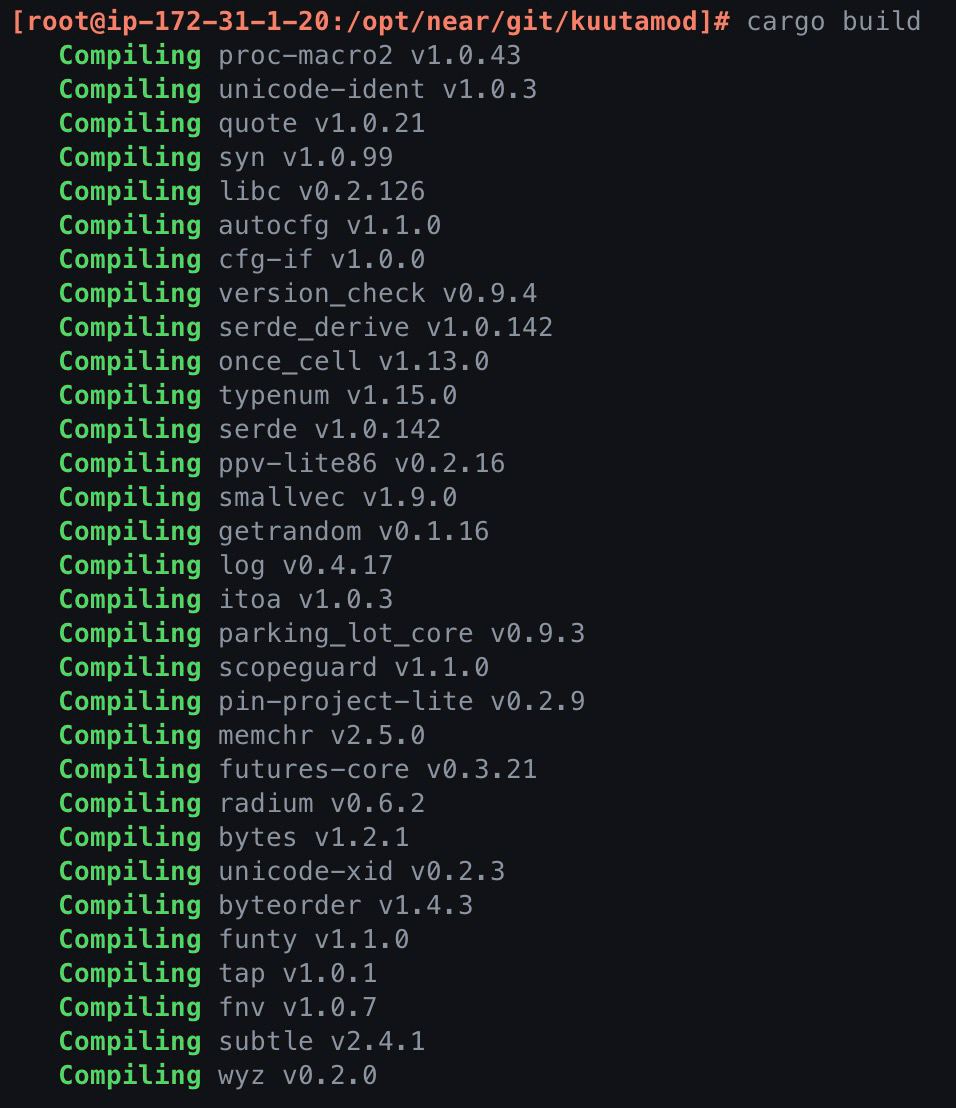 [root@ip-172-31-1-20:/opt/near/git/kuutamod]# cargo build
Compiling proc-macro2 v1.0.43
Compiling unicode-ident v1.0.3
Compiling quote v1.0.21
Compiling syn v1.0.99
Compiling libc v0.2.126
Compiling autocfg v1.1.0
Compiling cfg-if v1.0.0
Compiling version_check v0.9.4
Compiling serde_derive v1.0.142
Compiling once_cell v1.13.0
Compiling typenum v1.15.0
Compiling serde v1.0.142
Compiling ppv-lite86 v0.2.16
Compiling smallvec v1.9.0
Compiling getrandom v0.1.16
Compiling log v0.4.17
Compiling itoa v1.0.3
Compiling parking_lot_core v0.9.3
Compiling scopeguard v1.1.0
Compiling pin-project-lite v0.2.9
Compiling memchr v2.5.0
Compiling futures-core v0.3.21
Compiling radium v0.6.2
Compiling bytes v1.2.1
Compiling unicode-xid v0.2.3
Compiling byteorder v1.4.3
Compiling funty v1.1.0
Compiling tap v1.0.1
Compiling fnv v1.0.7
Compiling subtle v2.4.1
Compiling wyz v0.2.0